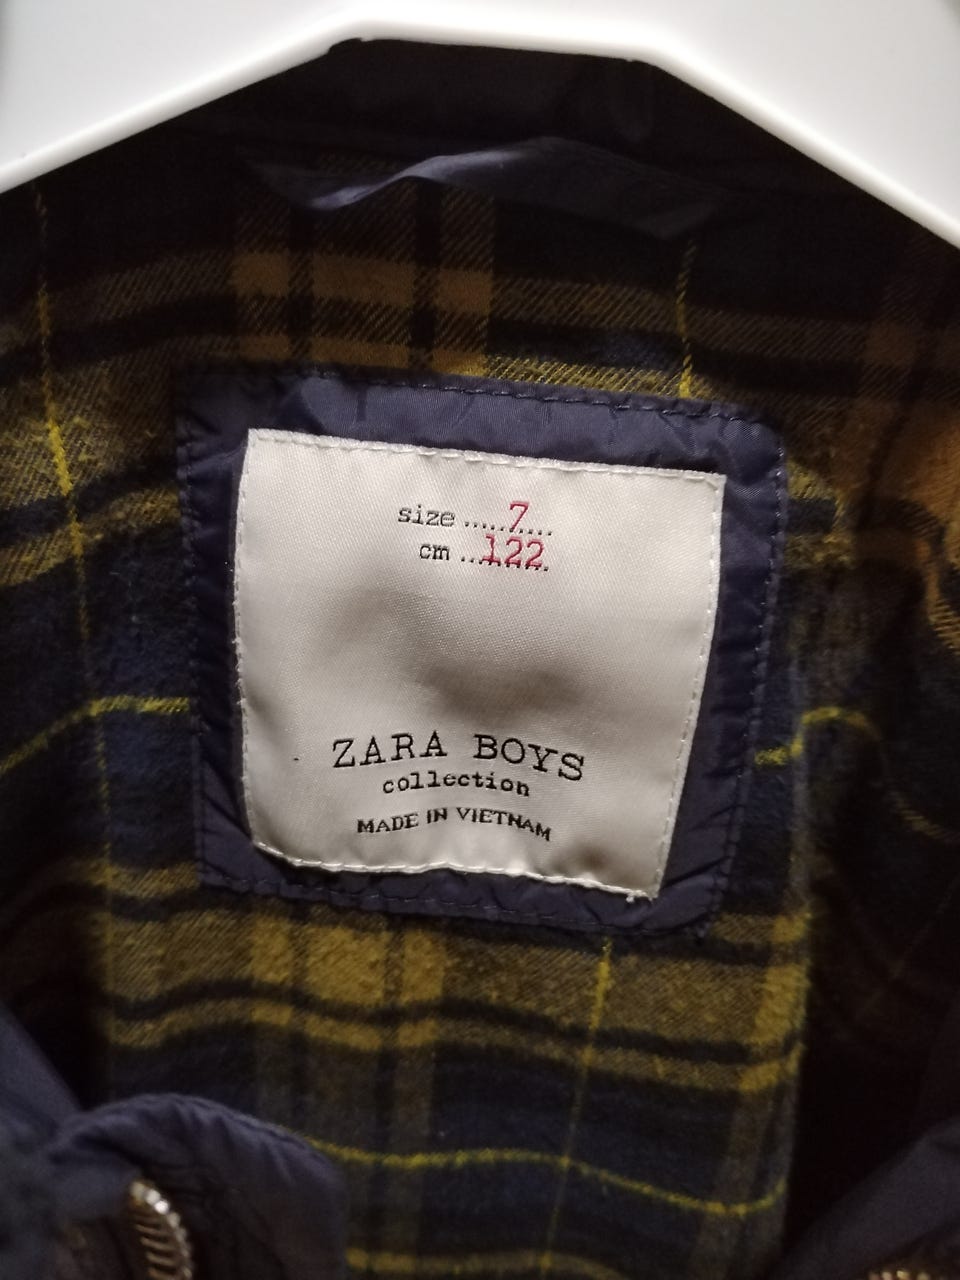 size ...... 7 ....
cm ... 122 .
ZARA BOYS
collection
MADE IN VIETNAM